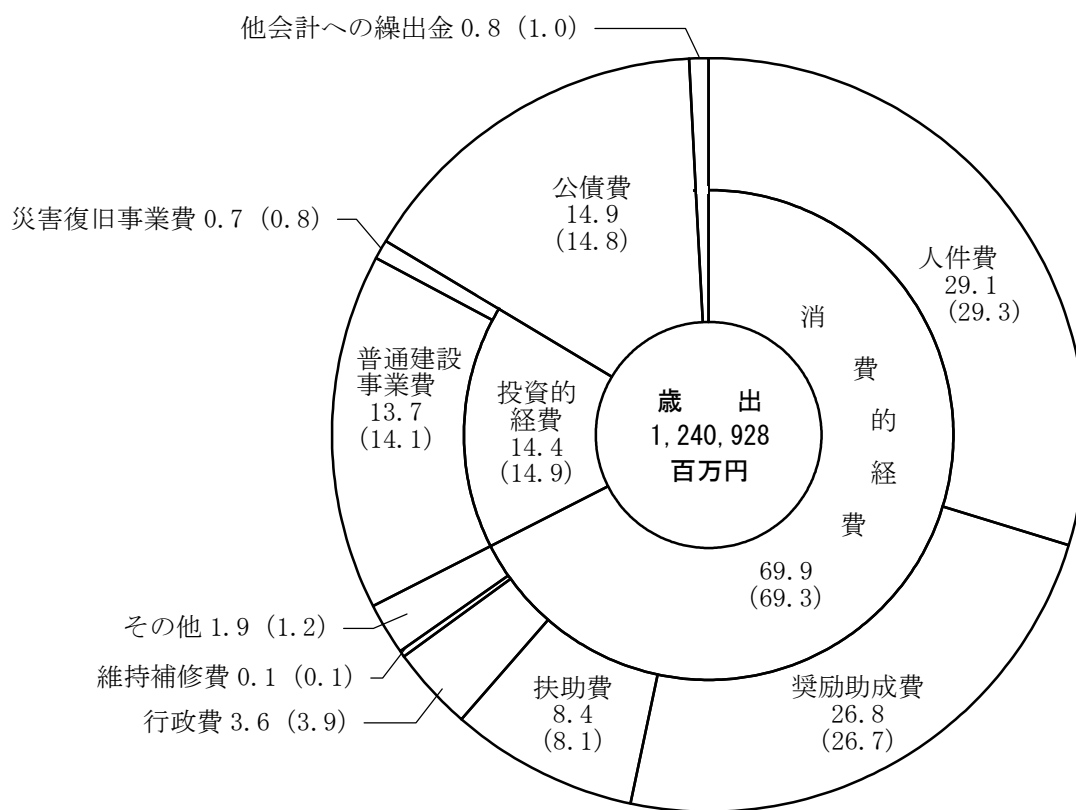 他会計への繰出金 0.8 (1.0)
公債費
14.9
(14.8)
災害復旧事業費 0.7 (0.8)
人件費
29.1
(29.3)
消
費
的
経
費
69.9
(69.3)
普通建設
事業費
13.7
(14.1)
投資的
経費
14.4
(14.9)
歳　出
1,240,928
百万円
その他 1.9 (1.2)
維持補修費 0.1 (0.1)
行政費 3.6 (3.9)
扶助費
8.4
(8.1)
奨励助成費
26.8
(26.7)